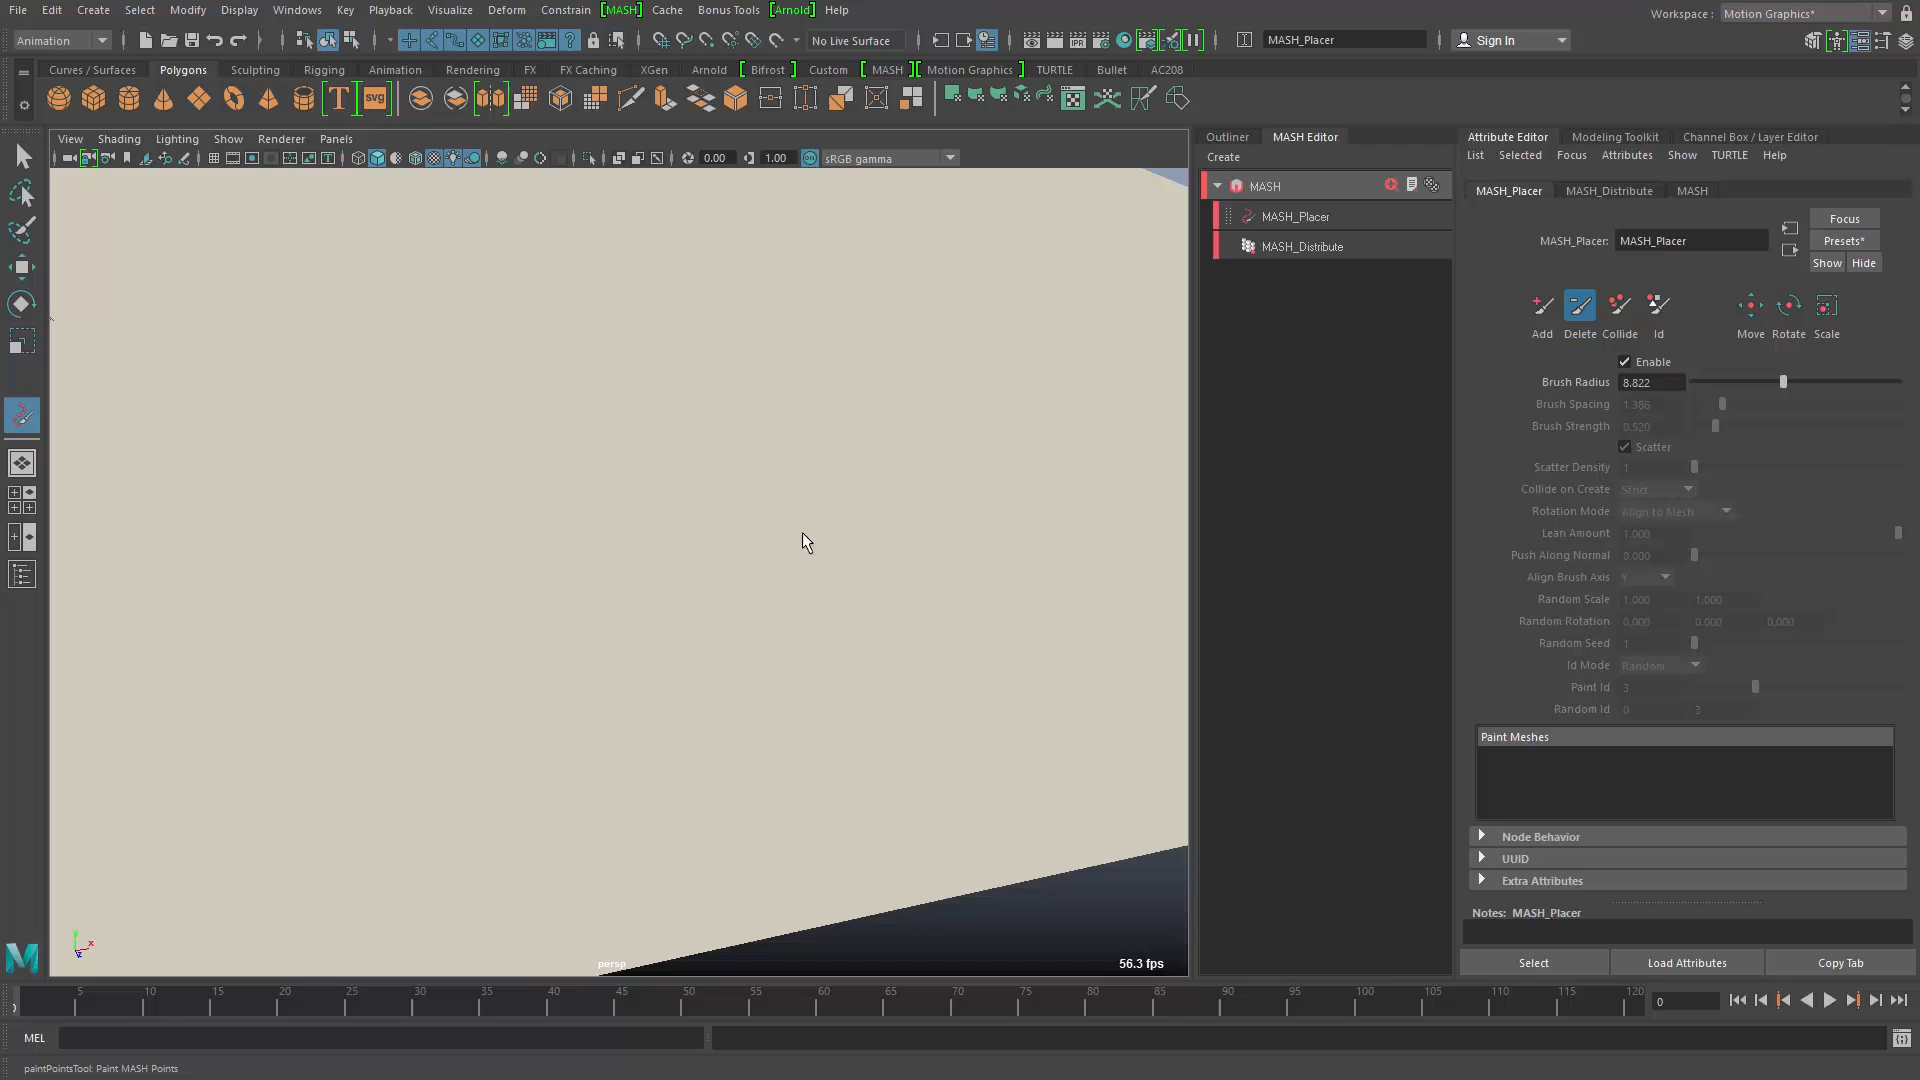 File Edit Create Select Modify Display Windows Key Playback Visualize Deform Constrain [MASH] Cache Bonus Tools [Arnold] Help
Workspace : Motion Graphics*
Animation No Live Surface MASH_Placer Sign In
IPR
Curves / Surfaces Polygons Sculpting Rigging Animation Rendering FX FX Caching XGen Arnold [ Bifrost ] Custom [ MASH ] [ Motion Graphics ] TURTLE Bullet AC208
T svg
View Shading Lighting Show Renderer Panels
0.00 1.00 ON sRGB gamma
persp
56.3 fps
Outliner MASH Editor
Create
MASH
MASH_Placer
MASH_Distribute
Attribute Editor Modeling Toolkit Channel Box / Layer Editor
List Selected Focus Attributes Show TURTLE Help
MASH_Placer MASH_Distribute MASH
MASH_Placer: MASH_Placer
Focus
Presets*
Show Hide
Add Delete Collide Id Move Rotate Scale
Enable
Brush Radius 8.822
Brush Spacing 1.386
Brush Strength 0.520
Scatter
Scatter Density 1
Collide on Create Strict
Rotation Mode Align to Mesh
Lean Amount 1.000
Push Along Normal 0.000
Align Brush Axis Y
Random Scale 1.000 1.000
Random Rotation 0.000 0.000 0.000
Random Seed 1
Id Mode Random
Paint Id 3
Random Id 0 3
Paint Meshes
Node Behavior
UUID
Extra Attributes
Notes: MASH_Placer
Select Load Attributes Copy Tab
5 10 15 20 25 30 35 40 45 50 55 60 65 70 75 80 85 90 95 100 105 110 115 120 0
MEL
paintPointsTool: Paint MASH Points